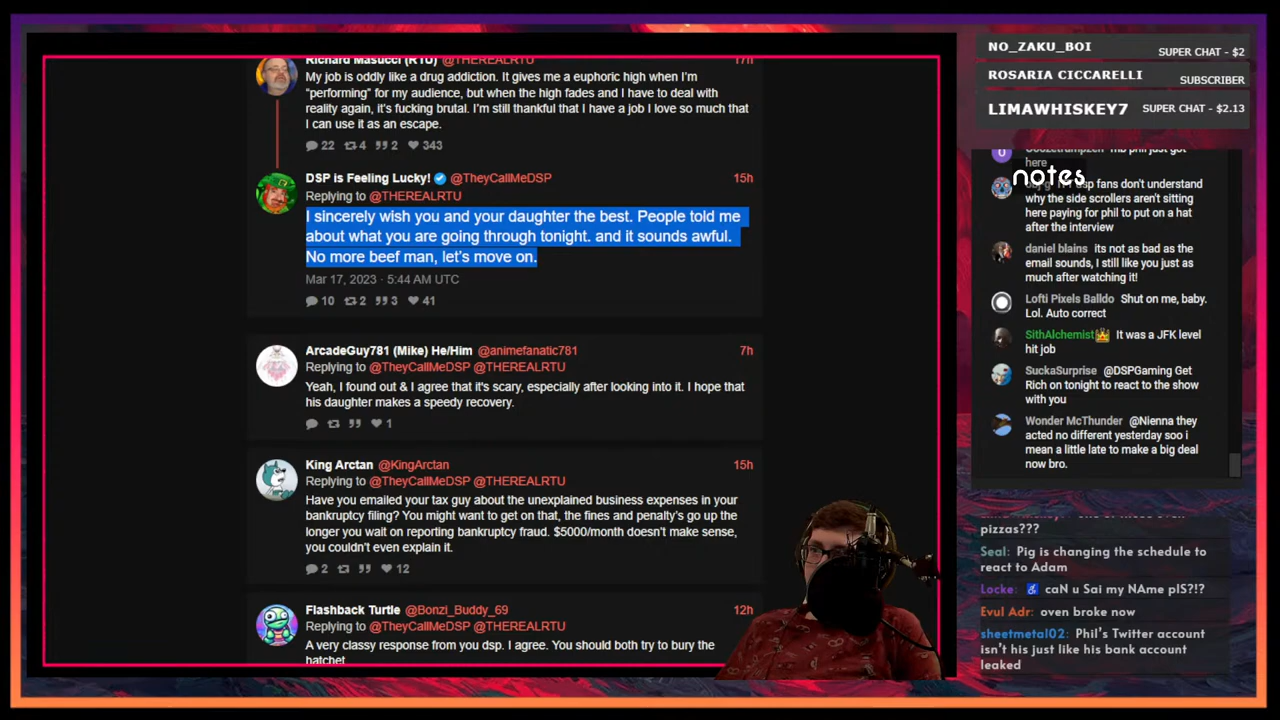 Richard Masucci (RTU) @THEREALRTU 17h
My job is oddly like a drug addiction. It gives me a euphoric high when I'm
"performing" for my audience, but when the high fades and I have to deal with
reality again, it's fucking brutal. I'm still thankful that I have a job I love so much that
I can use it as an escape.
22 4 2 343
DSP is Feeling Lucky! @TheyCallMeDSP 15h
Replying to @THEREALRTU
I sincerely wish you and your daughter the best. People told me
about what you are going through tonight. and it sounds awful.
No more beef man, let's move on.
Mar 17, 2023 · 5:44 AM UTC
10 2 3 41
ArcadeGuy781 (Mike) He/Him @animefanatic781 7h
Replying to @TheyCallMeDSP @THEREALRTU
Yeah, I found out & I agree that it's scary, especially after looking into it. I hope that
his daughter makes a speedy recovery.
1
King Arctan @KingArctan 15h
Replying to @TheyCallMeDSP @THEREALRTU
Have you emailed your tax guy about the unexplained business expenses in your
bankruptcy filing? You might want to get on that, the fines and penalty's go up the
longer you wait on reporting bankruptcy fraud. $5000/month doesn't make sense,
you couldn't even explain it.
2 12
Flashback Turtle @Bonzi_Buddy_69 12h
Replying to @TheyCallMeDSP @THEREALRTU
A very classy response from you dsp. I agree. You should both try to bury the
hatchet
NO_ZAKU_BOI SUPER CHAT - $2
ROSARIA CICCARELLI SUBSCRIBER
LIMAWHISKEY7 SUPER CHAT - $2.13
phil just got
here
notes
dsp fans don't understand
why the side scrollers aren't sitting
here paying for phil to put on a hat
after the interview
daniel blains its not as bad as the
email sounds, I still like you just as
much after watching it!
Lofti Pixels Balldo Shut on me, baby.
Lol. Auto correct
SithAlchemist It was a JFK level
hit job
SuckaSurprise @DSPGaming Get
Rich on tonight to react to the show
with you
Wonder McThunder @Nienna they
acted no different yesterday soo i
mean a little late to make a big deal
now bro.
pizzas???
Seal: Pig is changing the schedule to
react to Adam
Locke: caN u Sai my NAme plS?!?
Evul Adr: oven broke now
sheetmetal02: Phil's Twitter account
isn't his just like his bank account
leaked